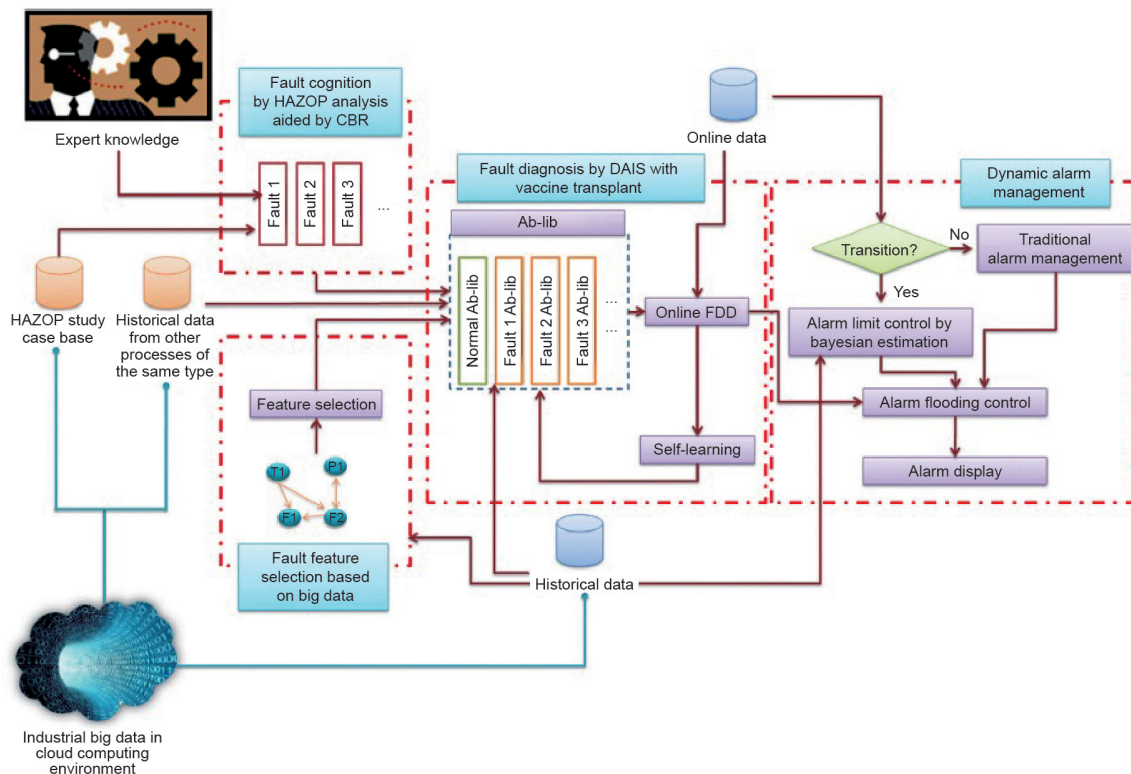 Expert knowledge
Fault cognition
by HAZOP analysis
aided by CBR
Fault 1
Fault 2
Fault 3
...
Online data
Fault diagnosis by DAIS with
vaccine transplant
Dynamic alarm
management
Ab-lib
Normal Ab-lib
Fault 1 Ab-lib
Fault 2 Ab-lib
Fault 3 Ab-lib
...
...
Online FDD
Self-learning
Transition?
No
Yes
Traditional
alarm management
Alarm limit control by
bayesian estimation
Alarm flooding control
Alarm display
HAZOP study
case base
Historical data
from other
processes of
the same type
Feature selection
T1
P1
F1
F2
Fault feature
selection based
on big data
Historical data
Industrial big data in
cloud computing
environment